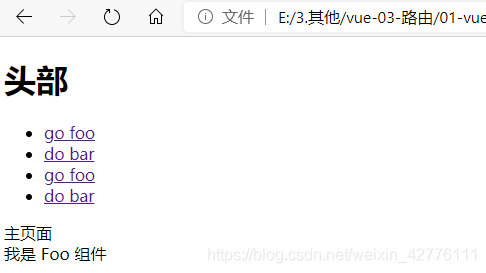 文件 E:/3.其他/vue-03-路由/01-vue
头部
go foo
do bar
go foo
do bar
主页面
我是 Foo 组件
https://blog.csdn.net/weixin_42776111